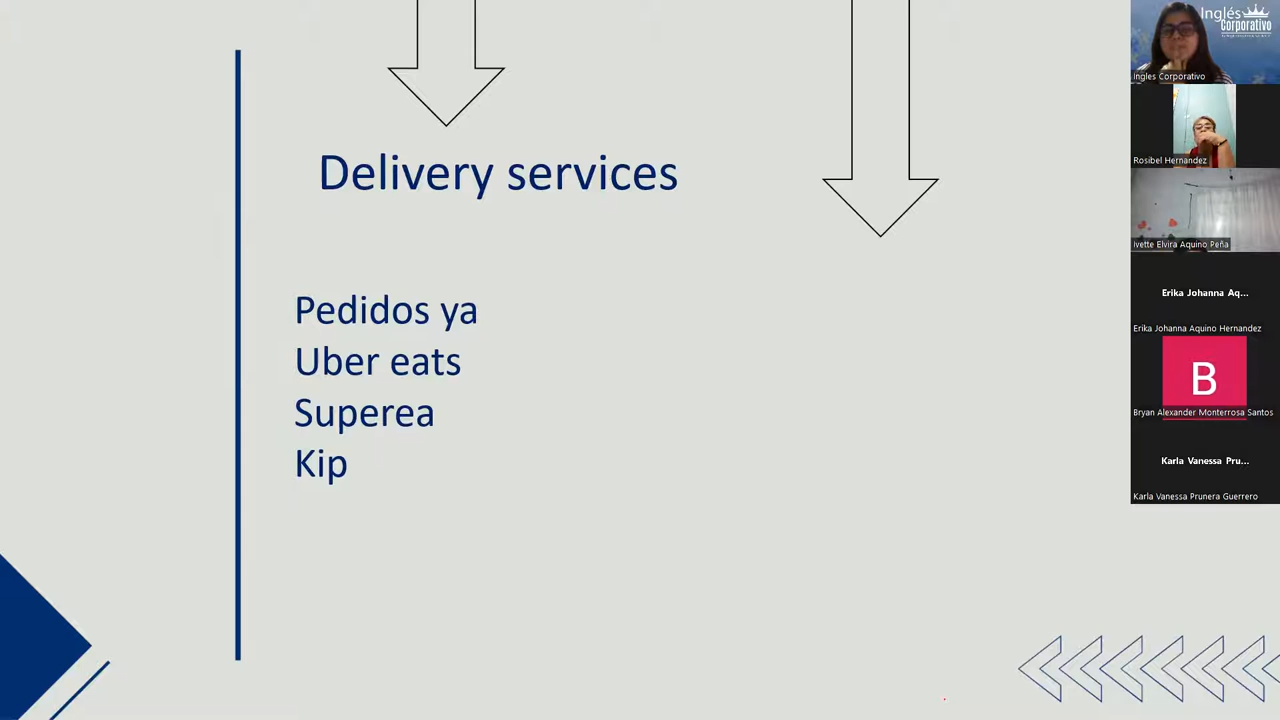 Delivery services
Pedidos ya
Uber eats
Superea
Kip
Inglés
Corporativo
Ingles Corporativo
Rosibel Hernandez
Ivette Elvira Aquino Peña
Erika Johanna Aq...
Erika Johanna Aquino Hernandez
B
Bryan Alexander Monterrosa Santos
Karla Vanessa Pru...
Karla Vanessa Prunera Guerrero